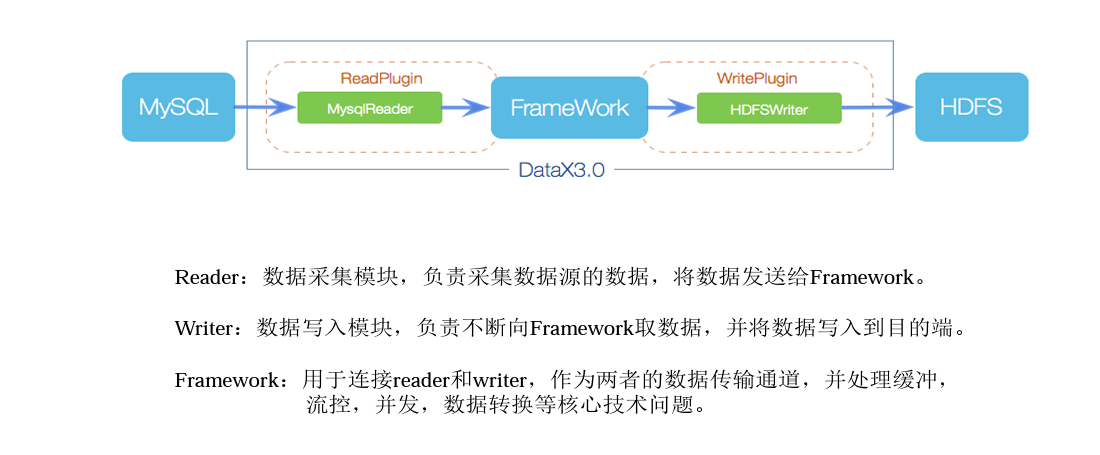 ReadPlugin
WritePlugin
MySQL
MysqlReader
FrameWork
HDFSWriter
HDFS
DataX3.0
Reader：数据采集模块，负责采集数据源的数据，将数据发送给Framework。
Writer：数据写入模块，负责不断向Framework取数据，并将数据写入到目的端。
Framework：用于连接reader和writer，作为两者的数据传输通道，并处理缓冲，
流控，并发，数据转换等核心技术问题。